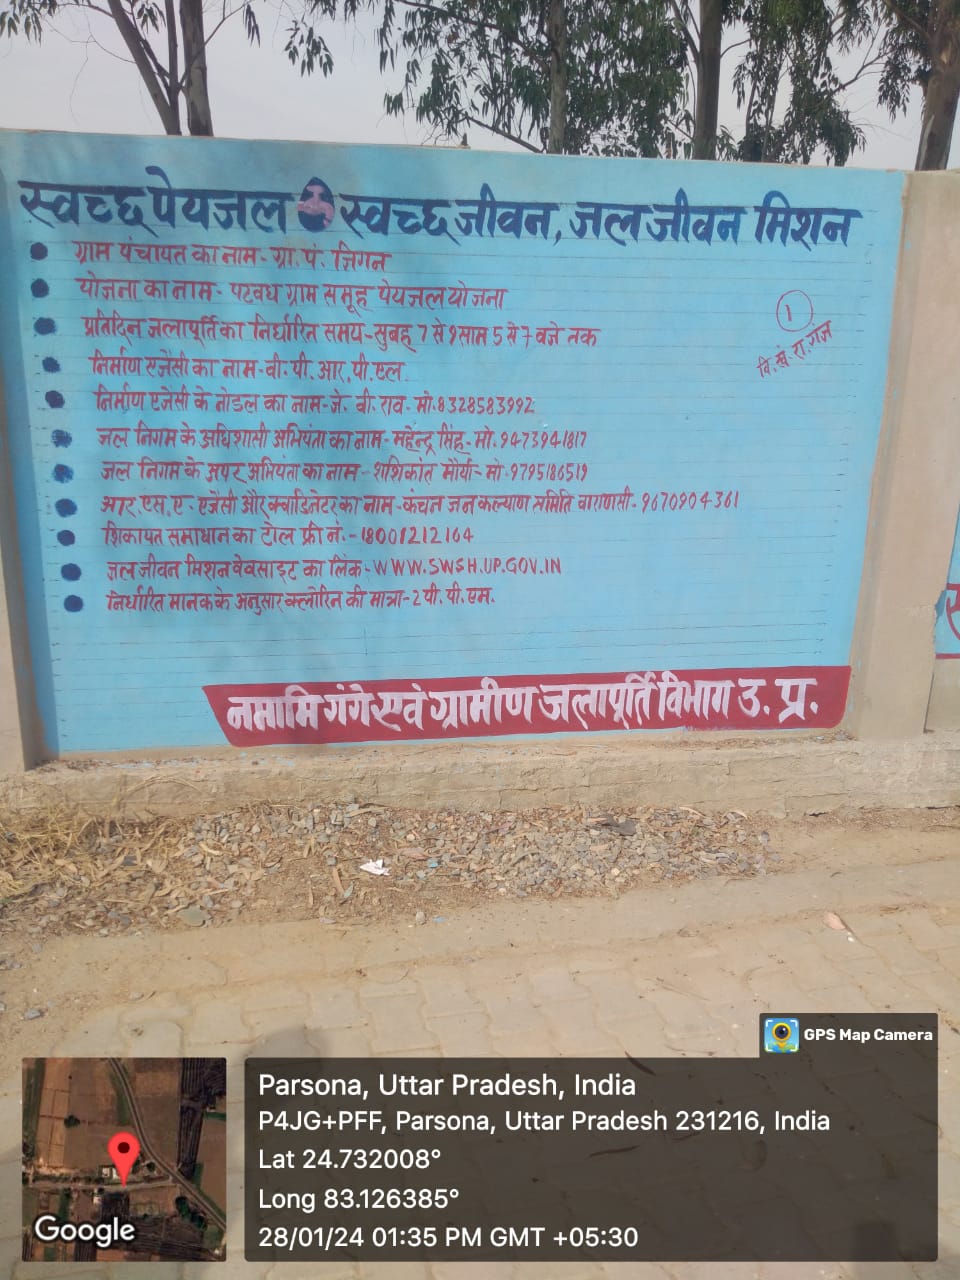 स्वच्छ पेयजल स्वच्छ जीवन, जल जीवन मिशन
ग्राम पंचायत का नाम- ग्रा. पं. जिगन
योजना का नाम- पटवध ग्राम समूह पेयजल योजना
प्रतिदिन जलापूर्ति का निर्धारित समय- सुबह 7 से 9 साम 5 से 7 बजे तक
निर्माण एजेंसी का नाम- वी. पी. आर. पी. एल.
निर्माण एजेंसी के नोडल का नाम- जे. वी. राव. मो. 8328583992
जल निगम के अधिशासी अभियंता का नाम- महेन्द्र सिंह- मो. 9473941817
जल निगम के अपर अभियंता का नाम- शशिकांत मौर्या- मो. 9795186519
आर. एस. ए. एजेंसी और क्वार्डिनेटर का नाम- कंचन जन कल्याण समिति वाराणसी- 9670904361
शिकायत समाधान का टोल फ्री नं.- 18001212164
जल जीवन मिशन वेवसाइट का लिंक- WWW.SWSH.UP.GOV.IN
निर्धारित मानक के अनुसार क्लोरिन की मात्रा- 2 पी. पी. एम.
1
वि. खं. रा. गंज
नमामि गंगे एवं ग्रामीण जलापूर्ति विभाग उ. प्र.
GPS Map Camera
Parsona, Uttar Pradesh, India
P4JG+PFF, Parsona, Uttar Pradesh 231216, India
Lat 24.732008°
Long 83.126385°
28/01/24 01:35 PM GMT +05:30
Google